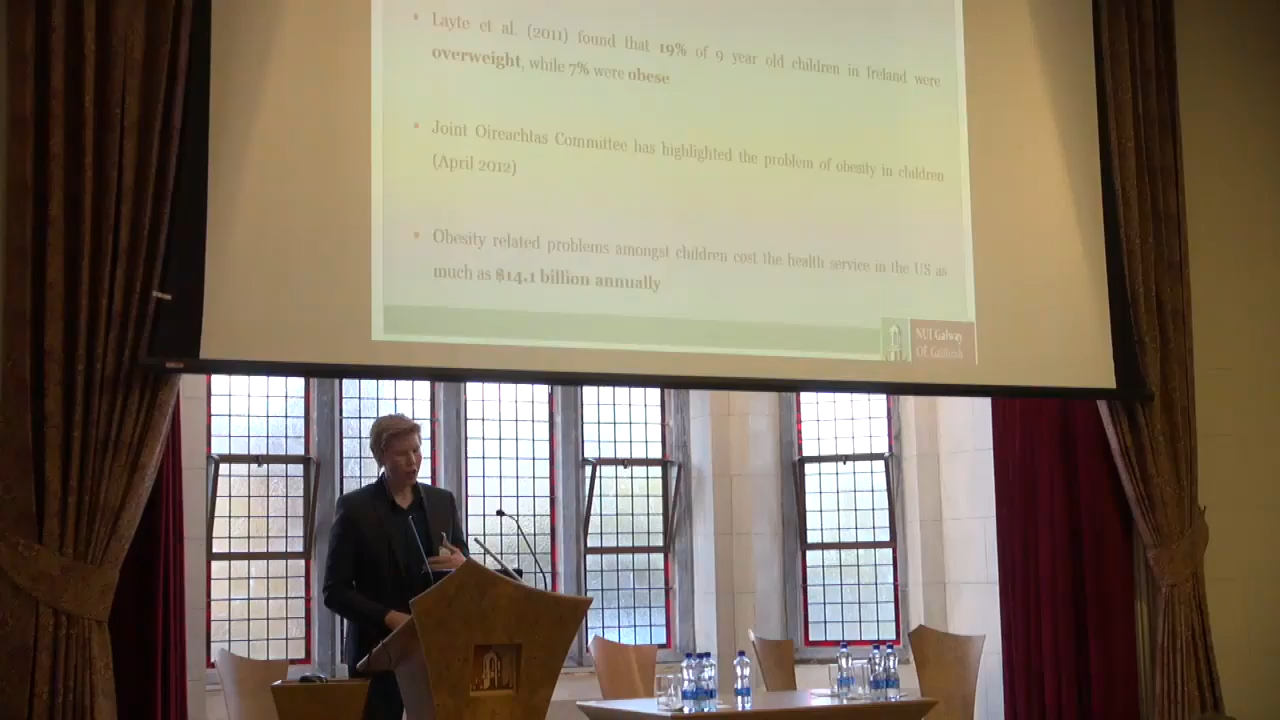 • Layte et al. (2011) found that 19% of 9 year old children in Ireland were
overweight, while 7% were obese
• Joint Oireachtas Committee has highlighted the problem of obesity in children
(April 2012)
• Obesity related problems amongst children cost the health service in the US as
much as $14.1 billion annually
NUI Galway
OÉ Gaillimh